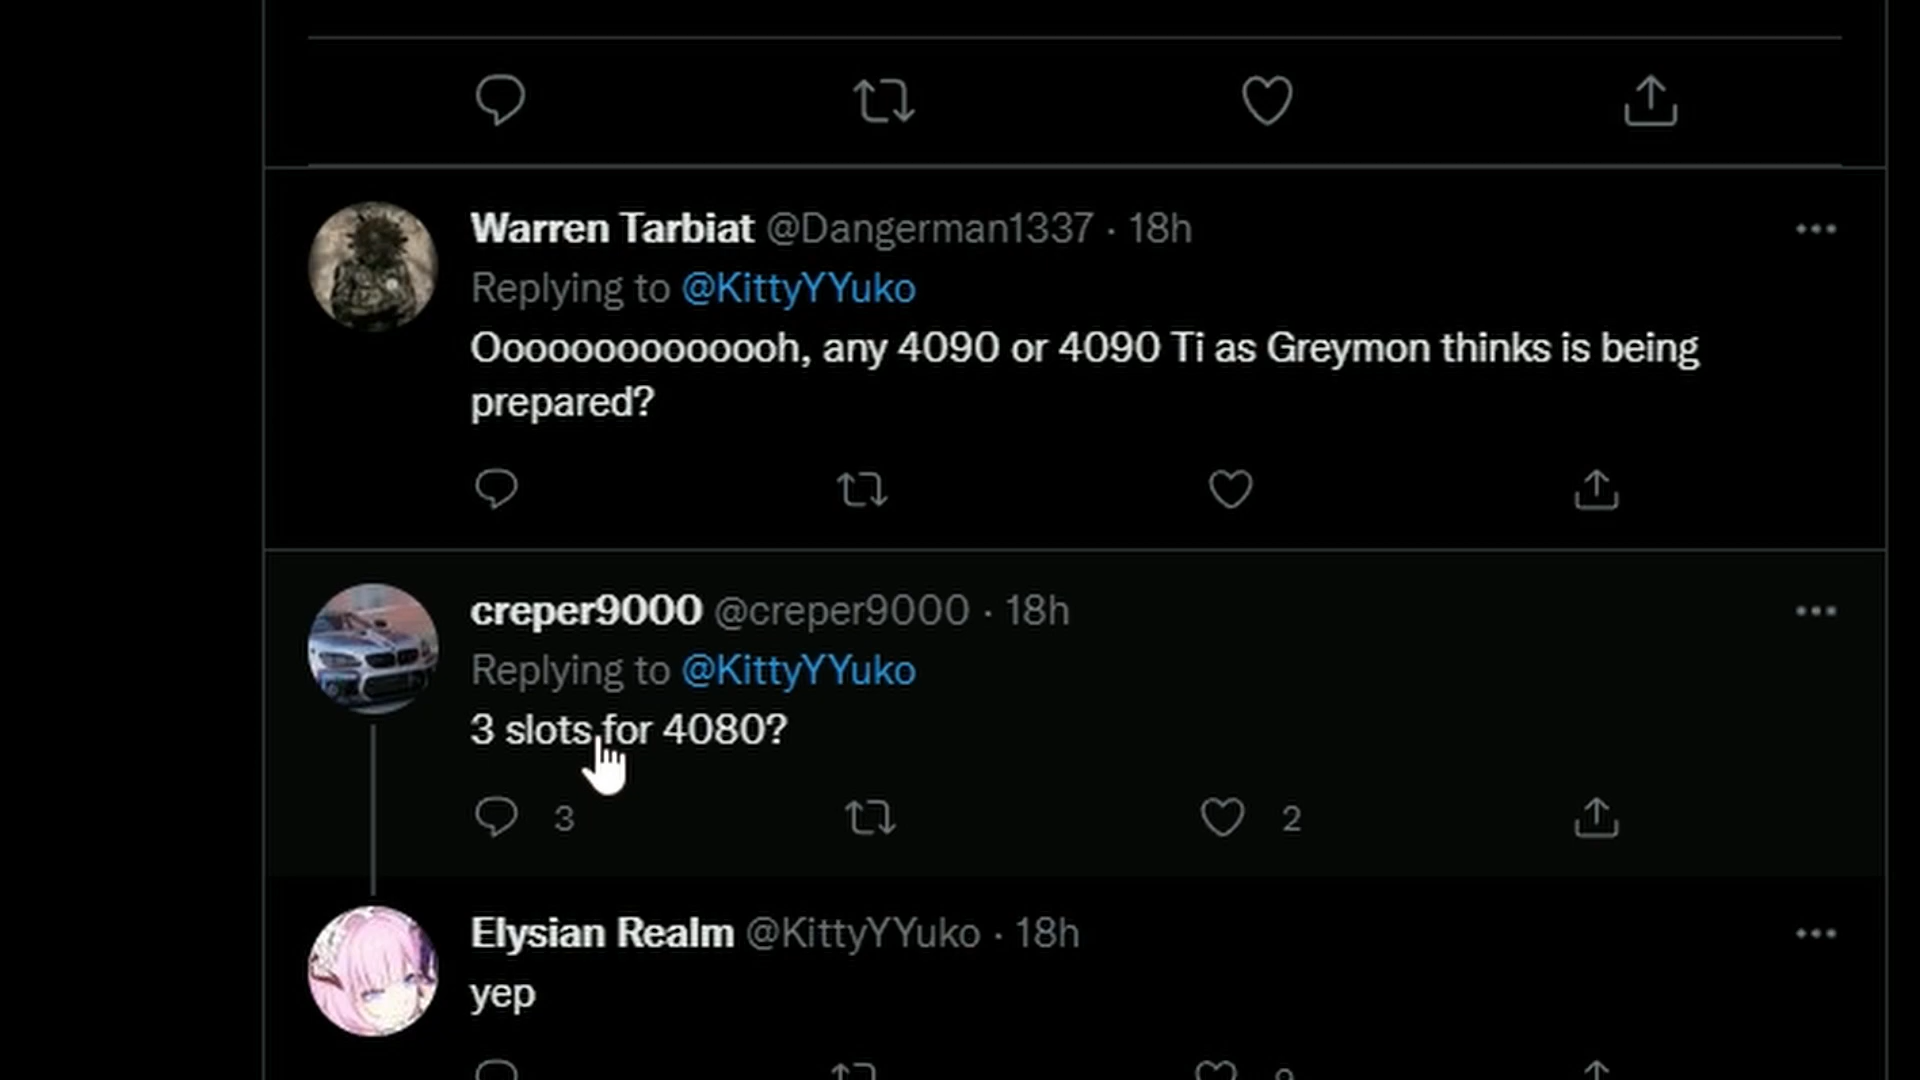 Warren Tarbiat @Dangerman1337 · 18h
Replying to @KittyYYuko
Ooooooooooooooh, any 4090 or 4090 Ti as Greymon thinks is being
prepared?
creper9000 @creper9000 · 18h
Replying to @KittyYYuko
3 slots for 4080?
3 2
Elysian Realm @KittyYYuko · 18h
yep